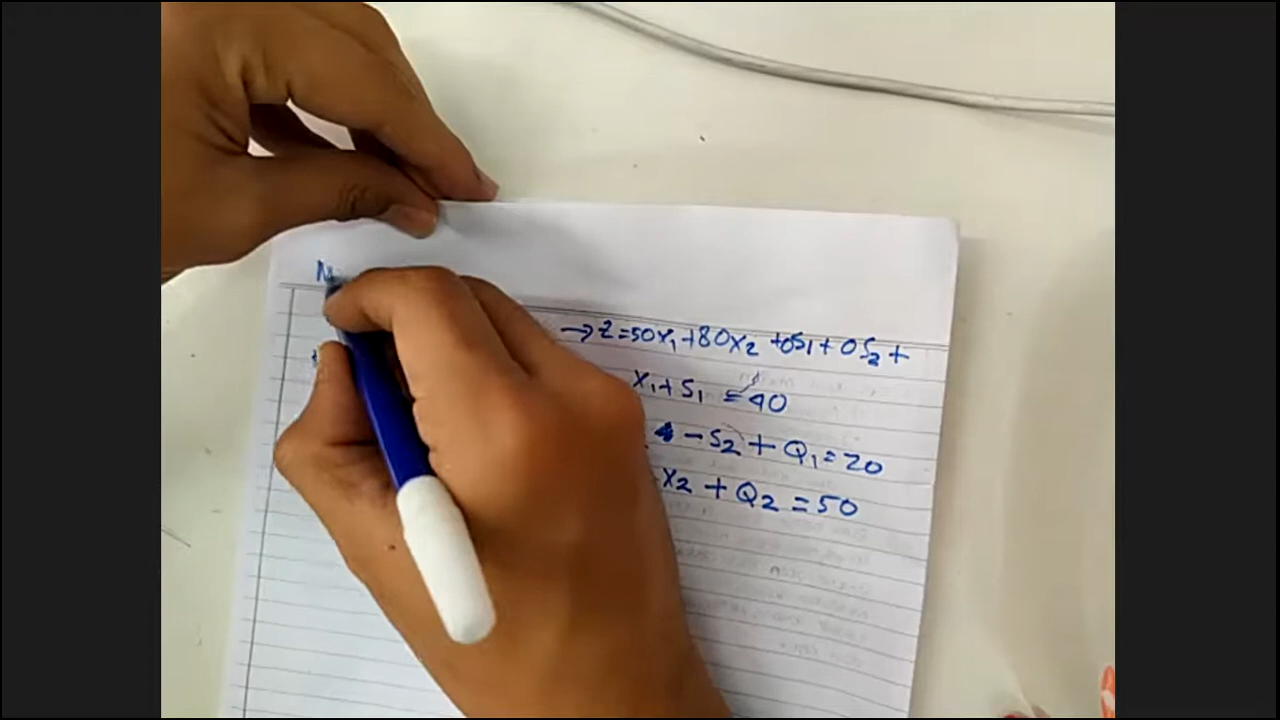 → Z = 50x₁ + 80x₂ + 0S₁ + 0S₂ +
x₁ + S₁ = 40
- S₂ + Q₁ = 20
x₂ + Q₂ = 50